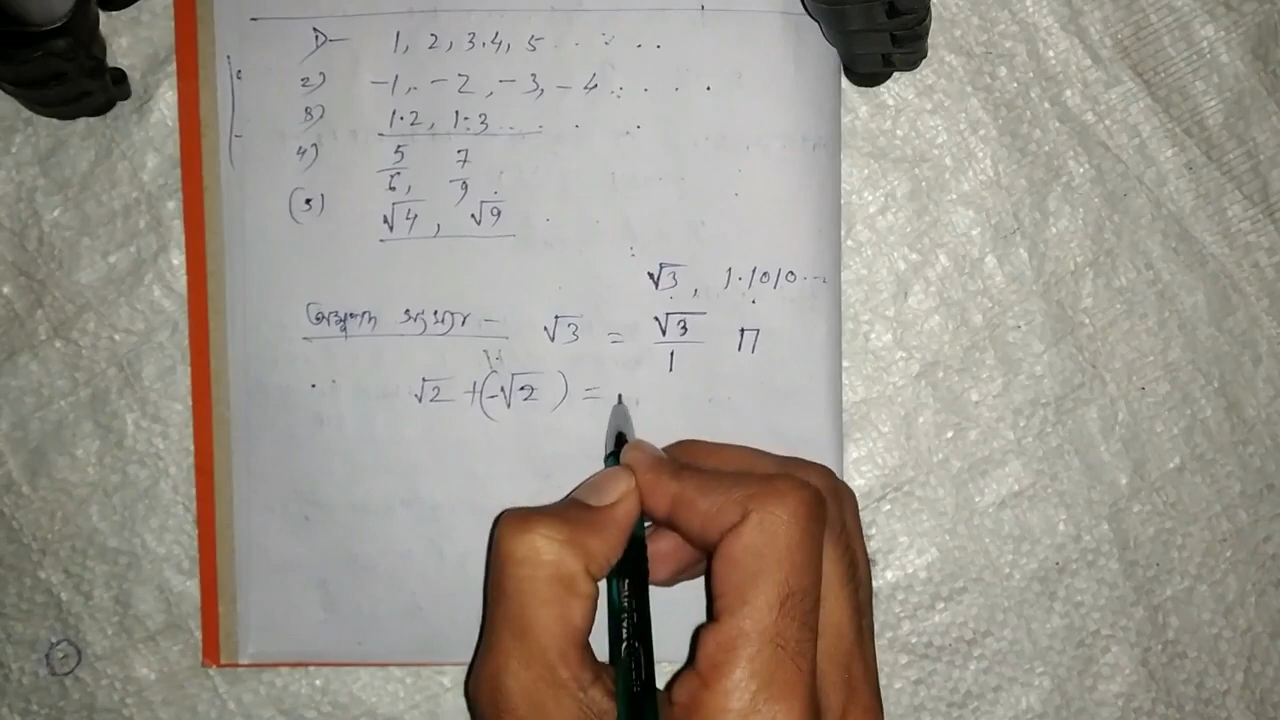 1) 1, 2, 3.4, 5 . . . . .
2) -1, -2, -3, -4 . . . . .
3) 1.2, 1.3 . . . . .
4) 5/6, 7/9
(5) √4, √9
√3, 1.1010...
√3 = √3/1 Π
√2 + (-√2) =